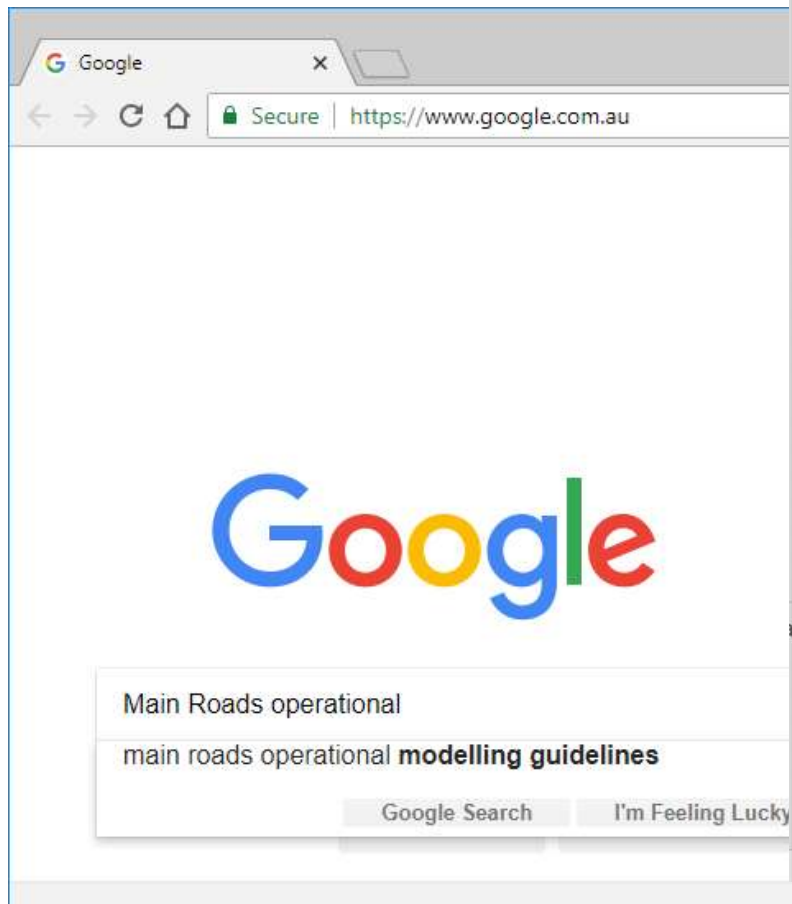 Google
Secure | https://www.google.com.au
Google
Main Roads operational
main roads operational modelling guidelines
Google Search I'm Feeling Lucky